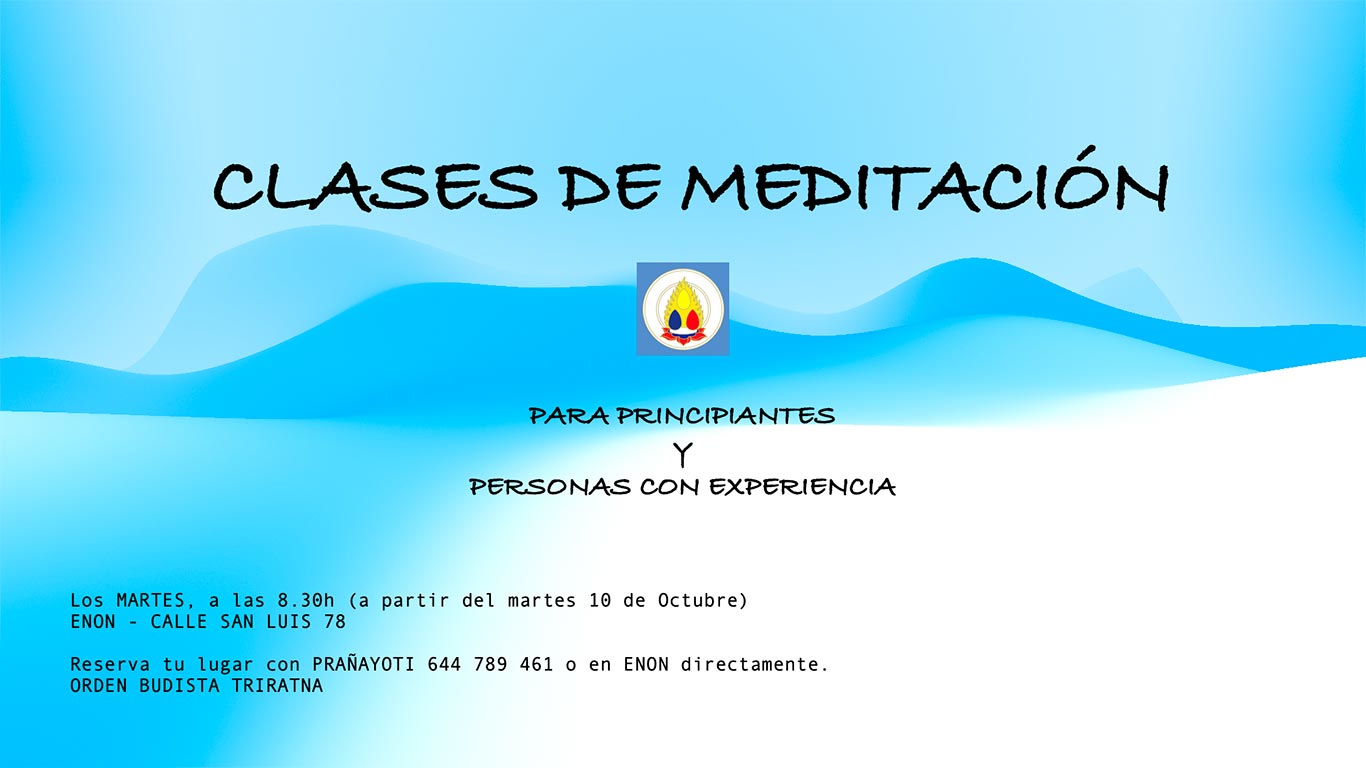 CLASES DE MEDITACIÓN
PARA PRINCIPIANTES
Y
PERSONAS CON EXPERIENCIA
Los MARTES, a las 8.30h (a partir del martes 10 de Octubre)
ENON - CALLE SAN LUIS 78
Reserva tu lugar con PRAÑAYOTI 644 789 461 o en ENON directamente.
ORDEN BUDISTA TRIRATNA